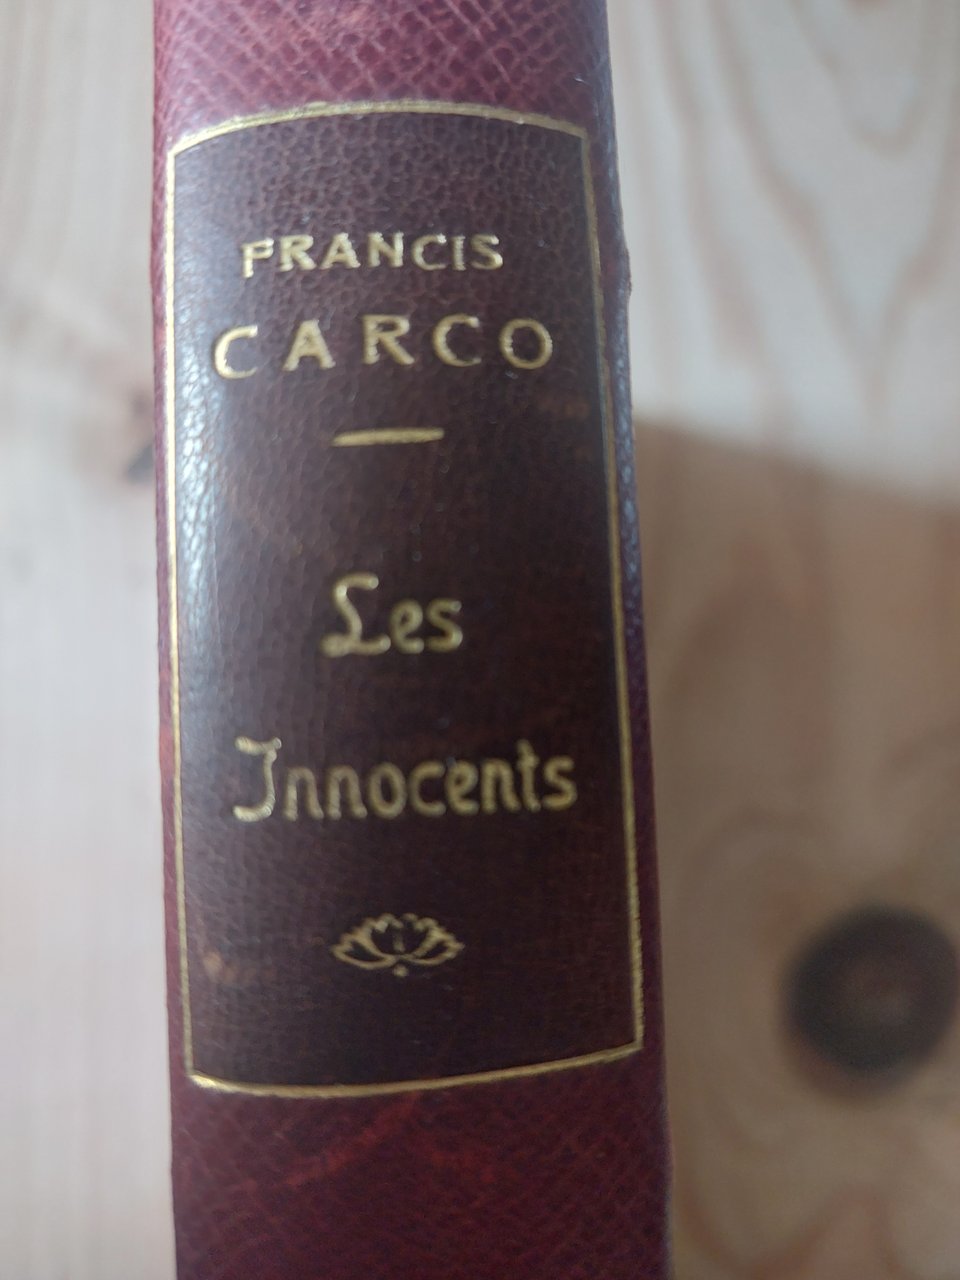 FRANCIS
CARCO
Les
Innocents